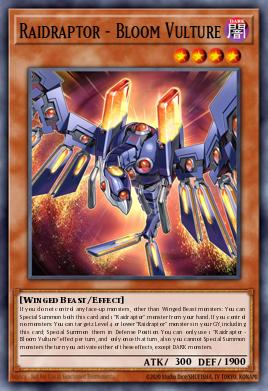 RAIDRAPTOR - BLOOM VULTURE
DARK
闇
[WINGED BEAST/EFFECT]
If you do not control any face-up monsters, other than Winged Beast monsters: You can
Special Summon both this card and 1 "Raidraptor" monster from your hand. If you control
no monsters: You can target 2 Level 4 or lower "Raidraptor" monsters in your GY, including
this card; Special Summon them in Defense Position. You can only use 1 "Raidraptor -
Bloom Vulture" effect per turn, and only once that turn, also you cannot Special Summon
monsters the turn you activate either of these effects, except DARK monsters.
ATK/ 300 DEF/1900
©2020 Studio Dice/SHUEISHA, TV TOKYO, KONAMI